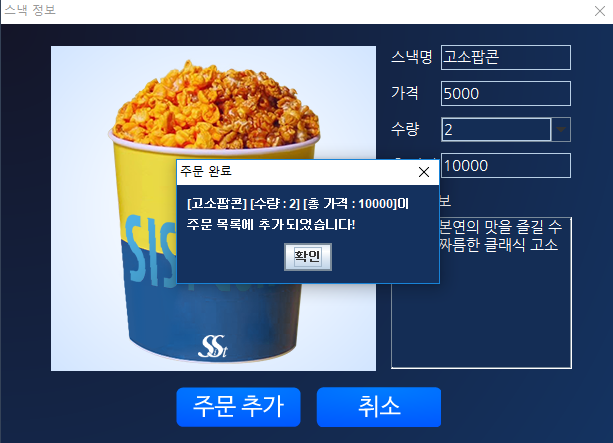 스낵 정보
스낵명
고소팝콘
가격
5000
수량
2
10000
주문 완료
[고소팝콘] [수량 : 2] [총 가격 : 10000]이
주문 목록에 추가 되었습니다!
확인
보
본연의 맛을 즐길 수
짜름한 클래식 고소
SSt
주문 추가
취소